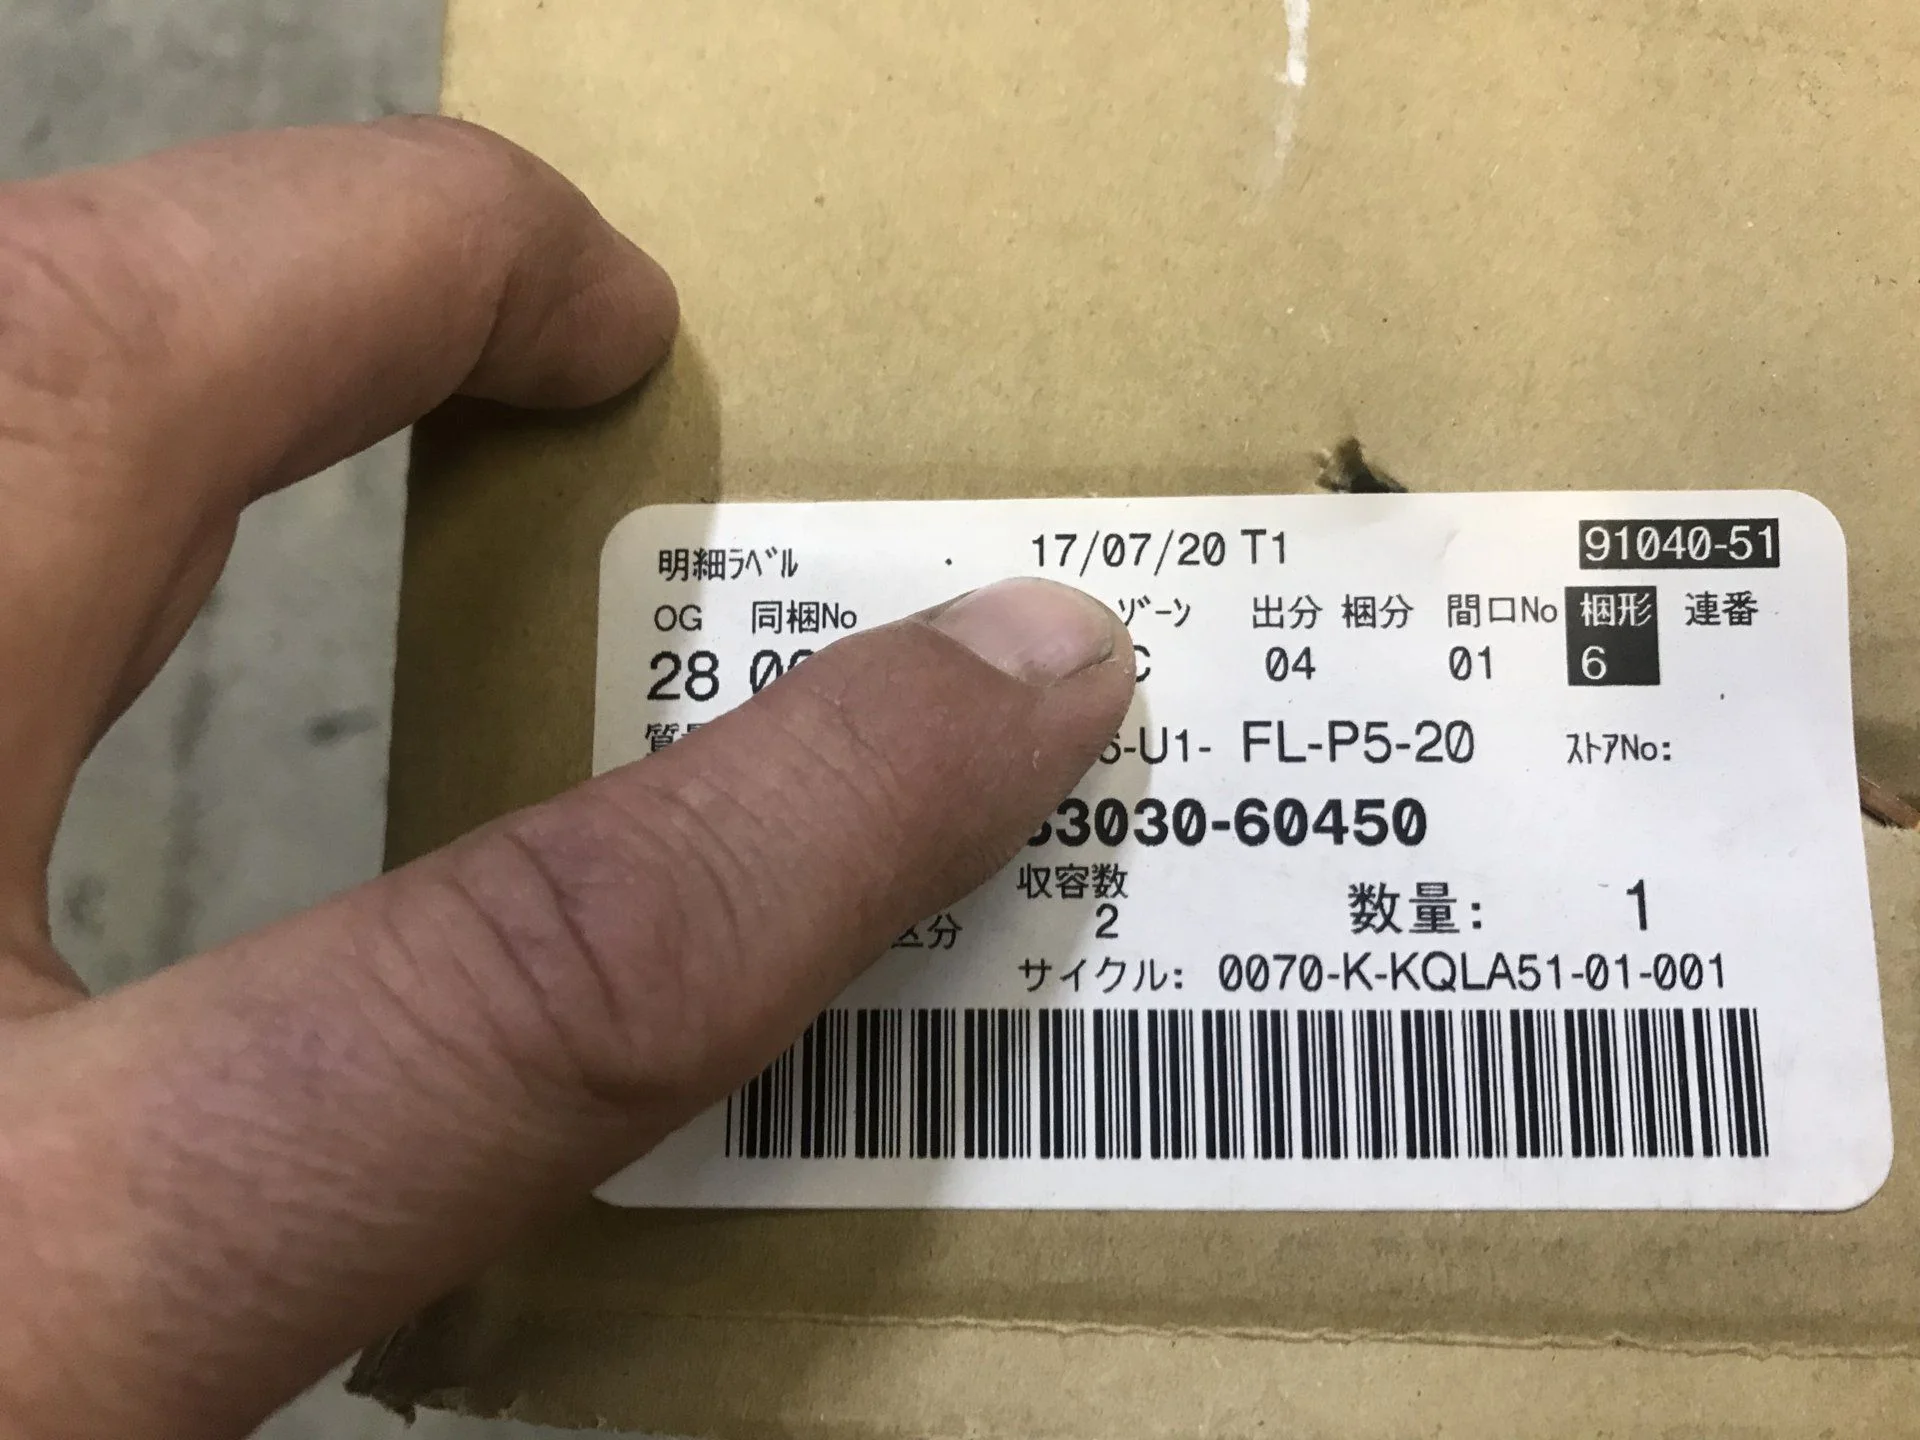 明細ﾗﾍﾞﾙ 17/07/20 T1 91040-51
OG 同梱No ｿﾞｰﾝ 出分 梱分 間口No 梱形 連番
28 C 04 01 6
-U1- FL-P5-20 ｽﾄｱNo:
3030-60450
収容数
2 数量: 1
区分
サイクル: 0070-K-KQLA51-01-001